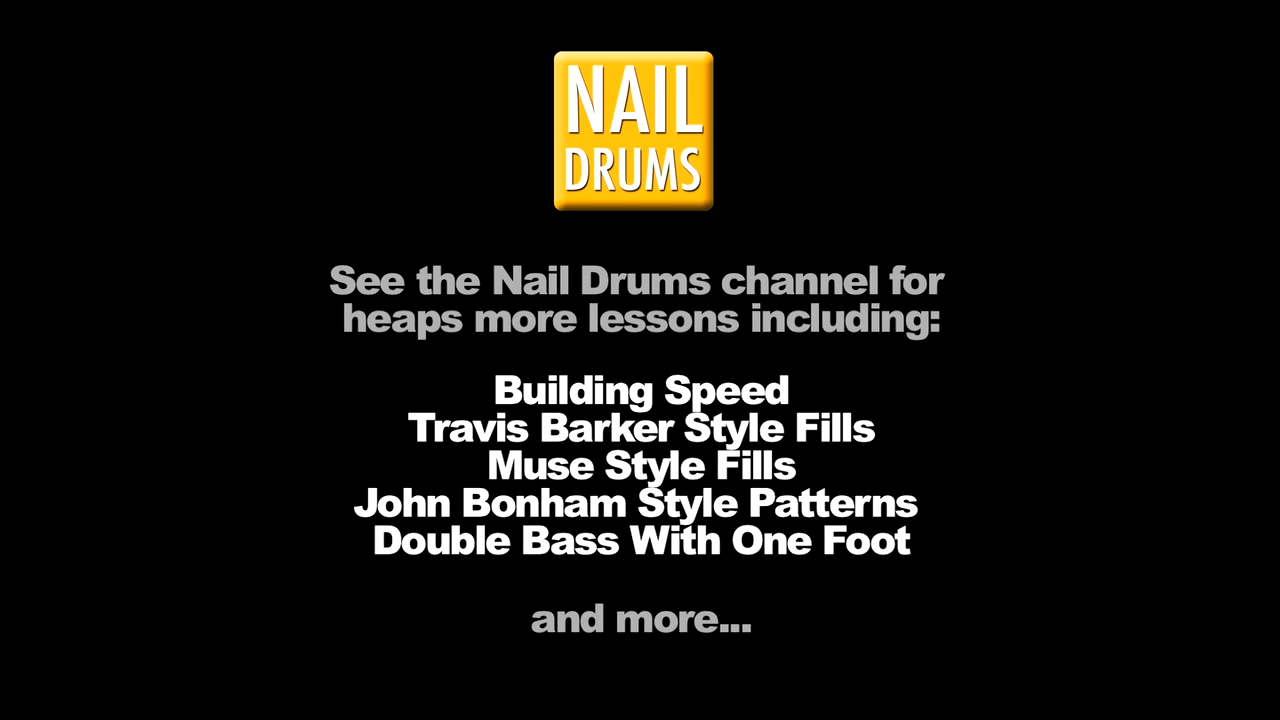 NAIL
DRUMS
See the Nail Drums channel for
heaps more lessons including:
Building Speed
Travis Barker Style Fills
Muse Style Fills
John Bonham Style Patterns
Double Bass With One Foot
and more...